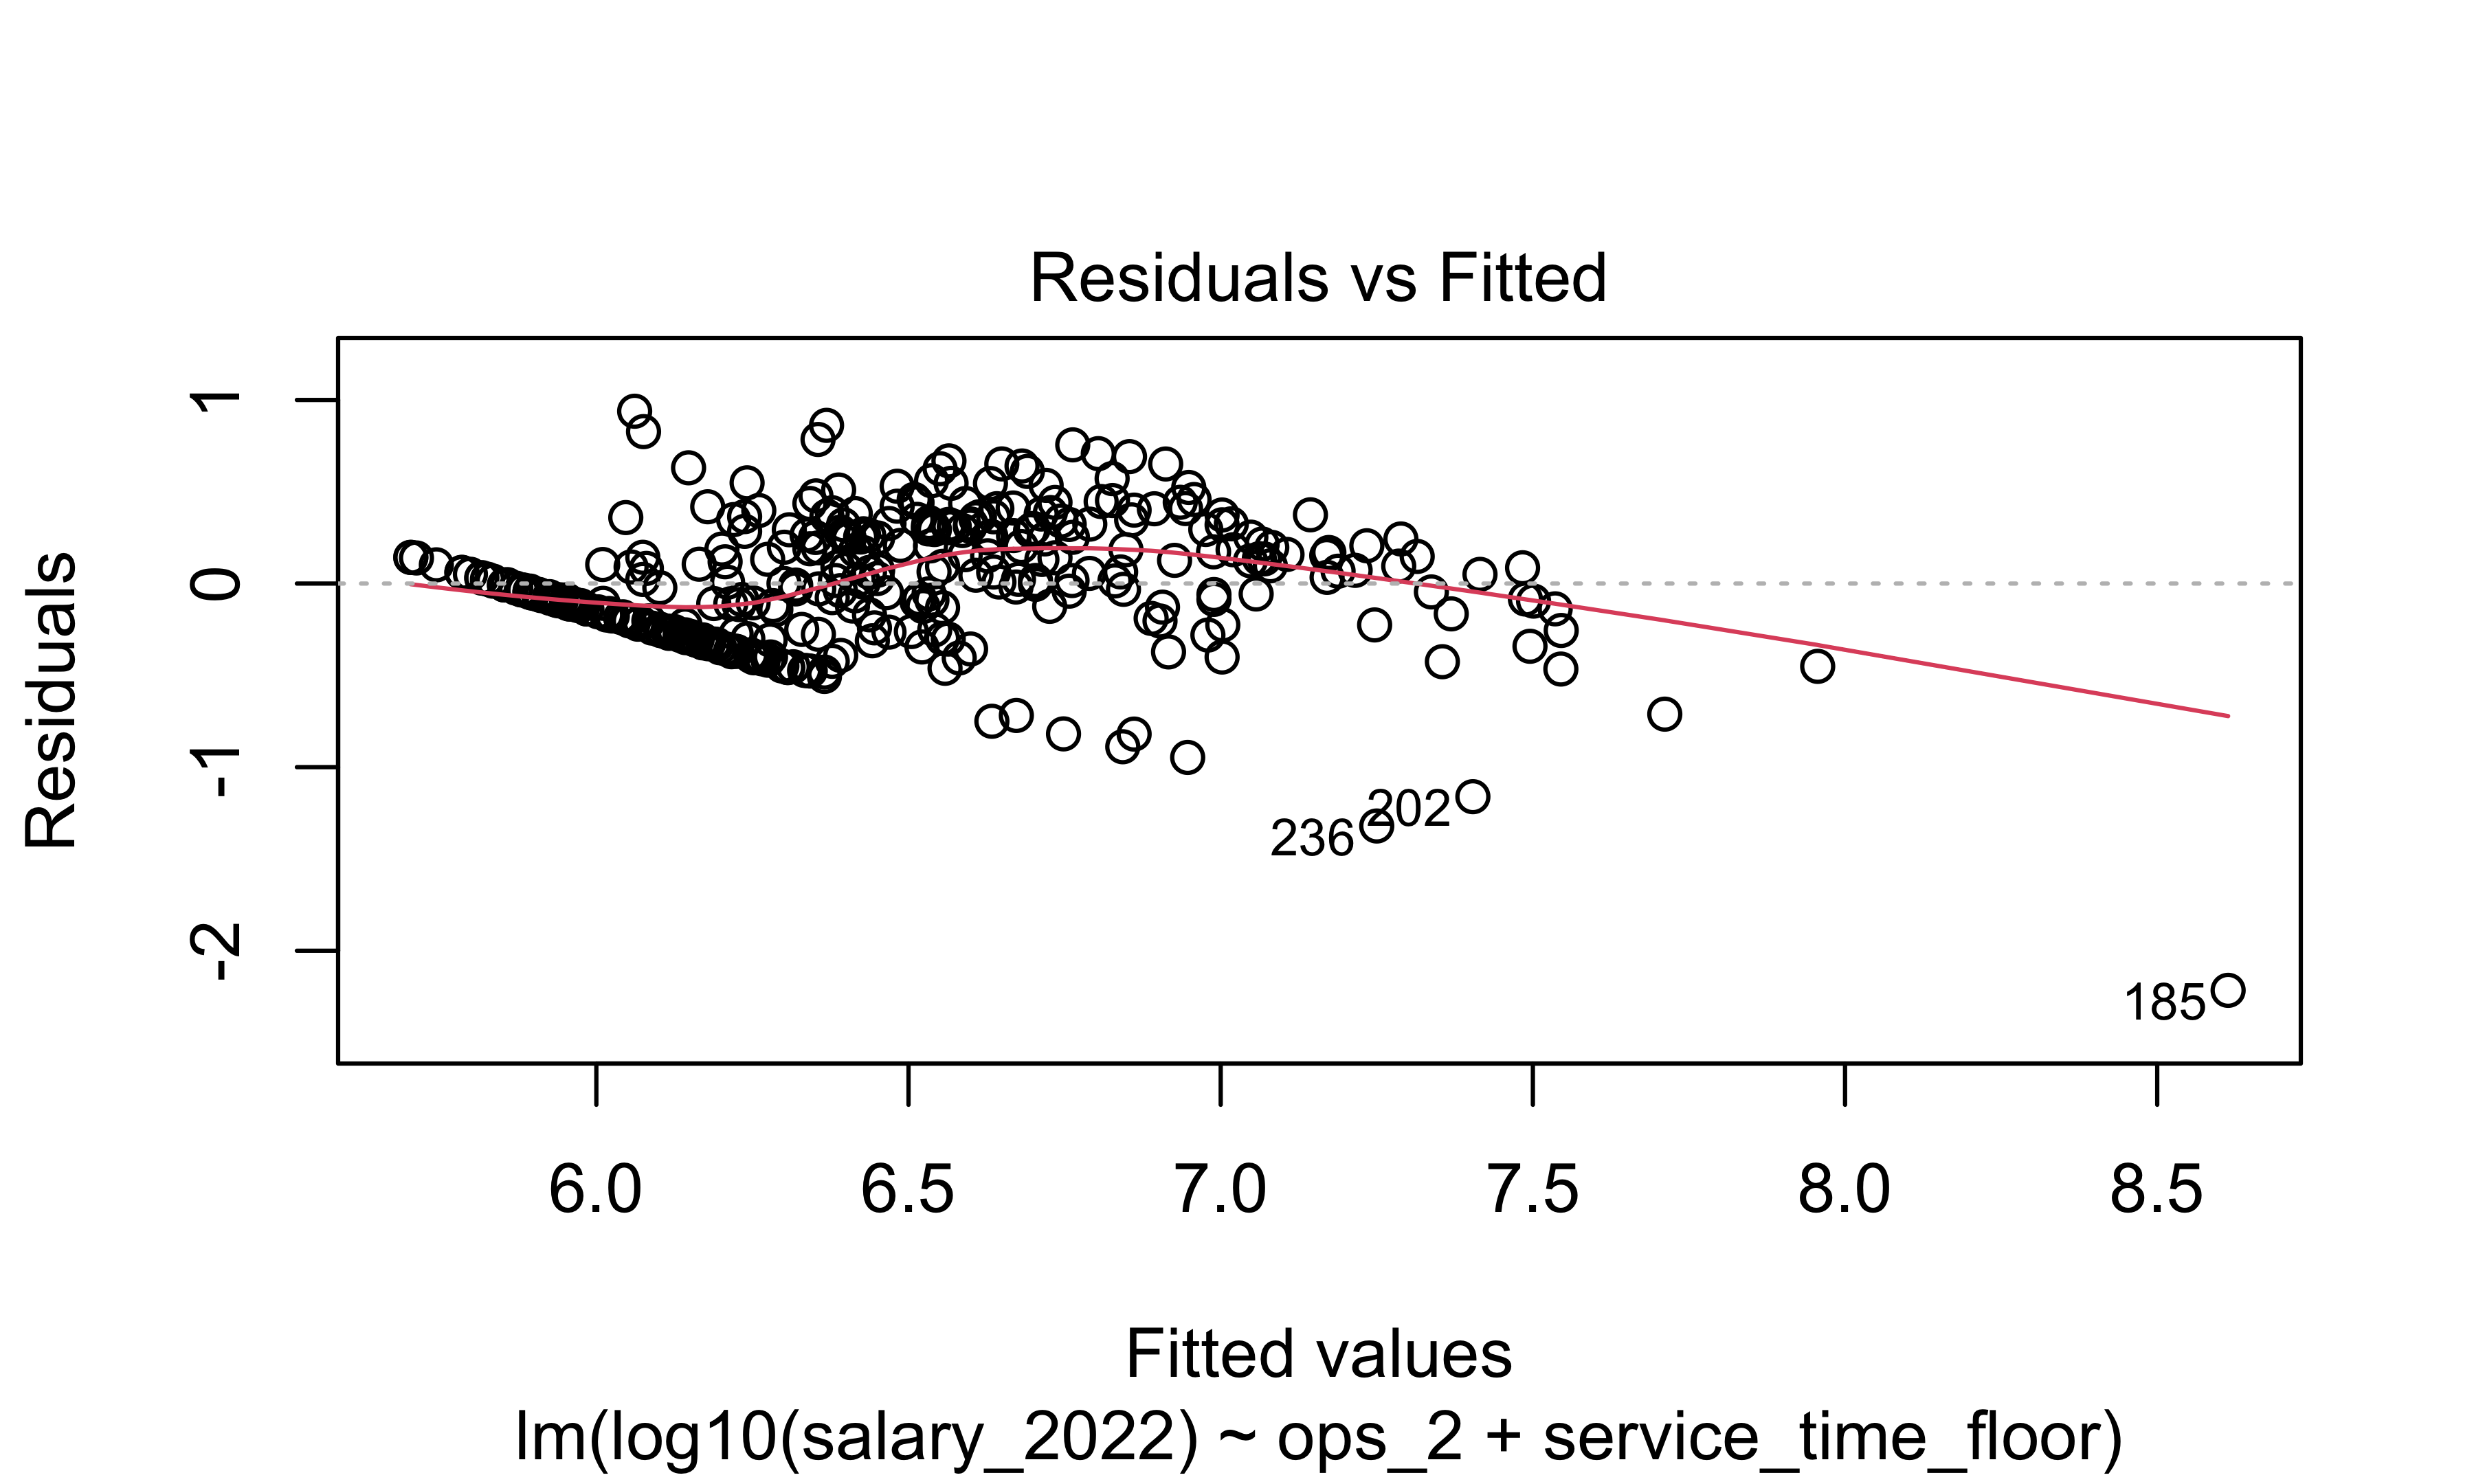 Residuals vs Fitted
Residuals
1
0
-1
-2
202
236
185
6.0 6.5 7.0 7.5 8.0 8.5
Fitted values
lm(log10(salary_2022) ~ ops_2 + service_time_floor)